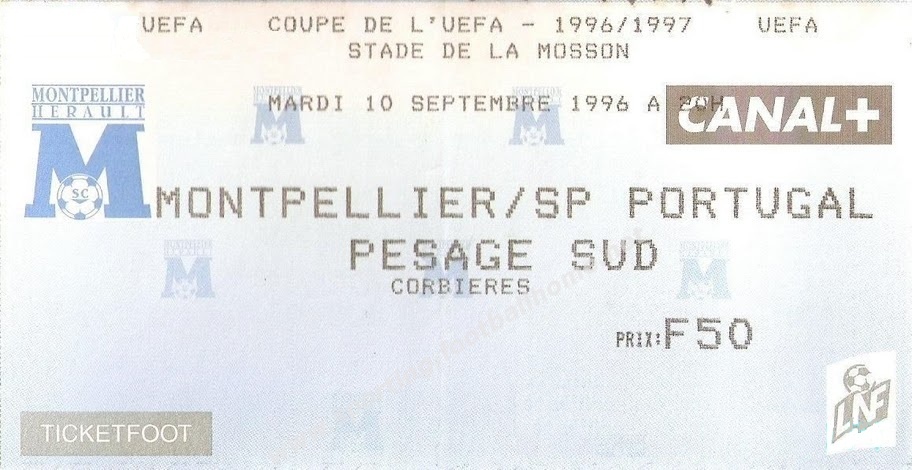 UEFA COUPE DE L'UEFA - 1996/1997 UEFA
STADE DE LA MOSSON
MONTPELLIER
HERAULT
SC
MARDI 10 SEPTEMBRE 1996 A 20H
CANAL+
MONTPELLIER/SP PORTUGAL
PESAGE SUD
CORBIERES
PRIX:F50
LNF
TICKETFOOT